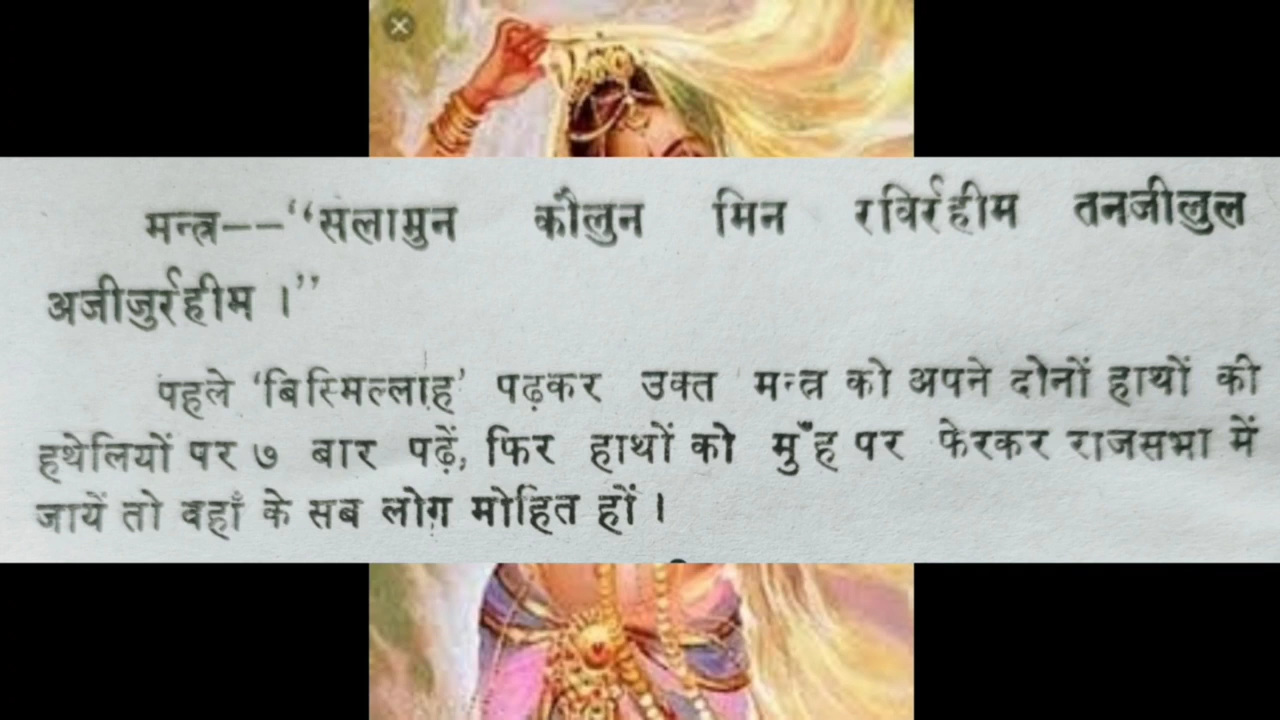 मन्त्र––‘‘सलामुन कौलुन मिन रविर्रहीम तनजीलुल
अजीजुर्रहीम ।’’
पहले ‘बिस्मिल्लाह’ पढ़कर उक्त मन्त्र को अपने दोनों हाथों की
हथेलियों पर ७ बार पढ़ें, फिर हाथों को मुँह पर फेरकर राजसभा में
जायें तो वहाँ के सब लोग मोहित हों ।